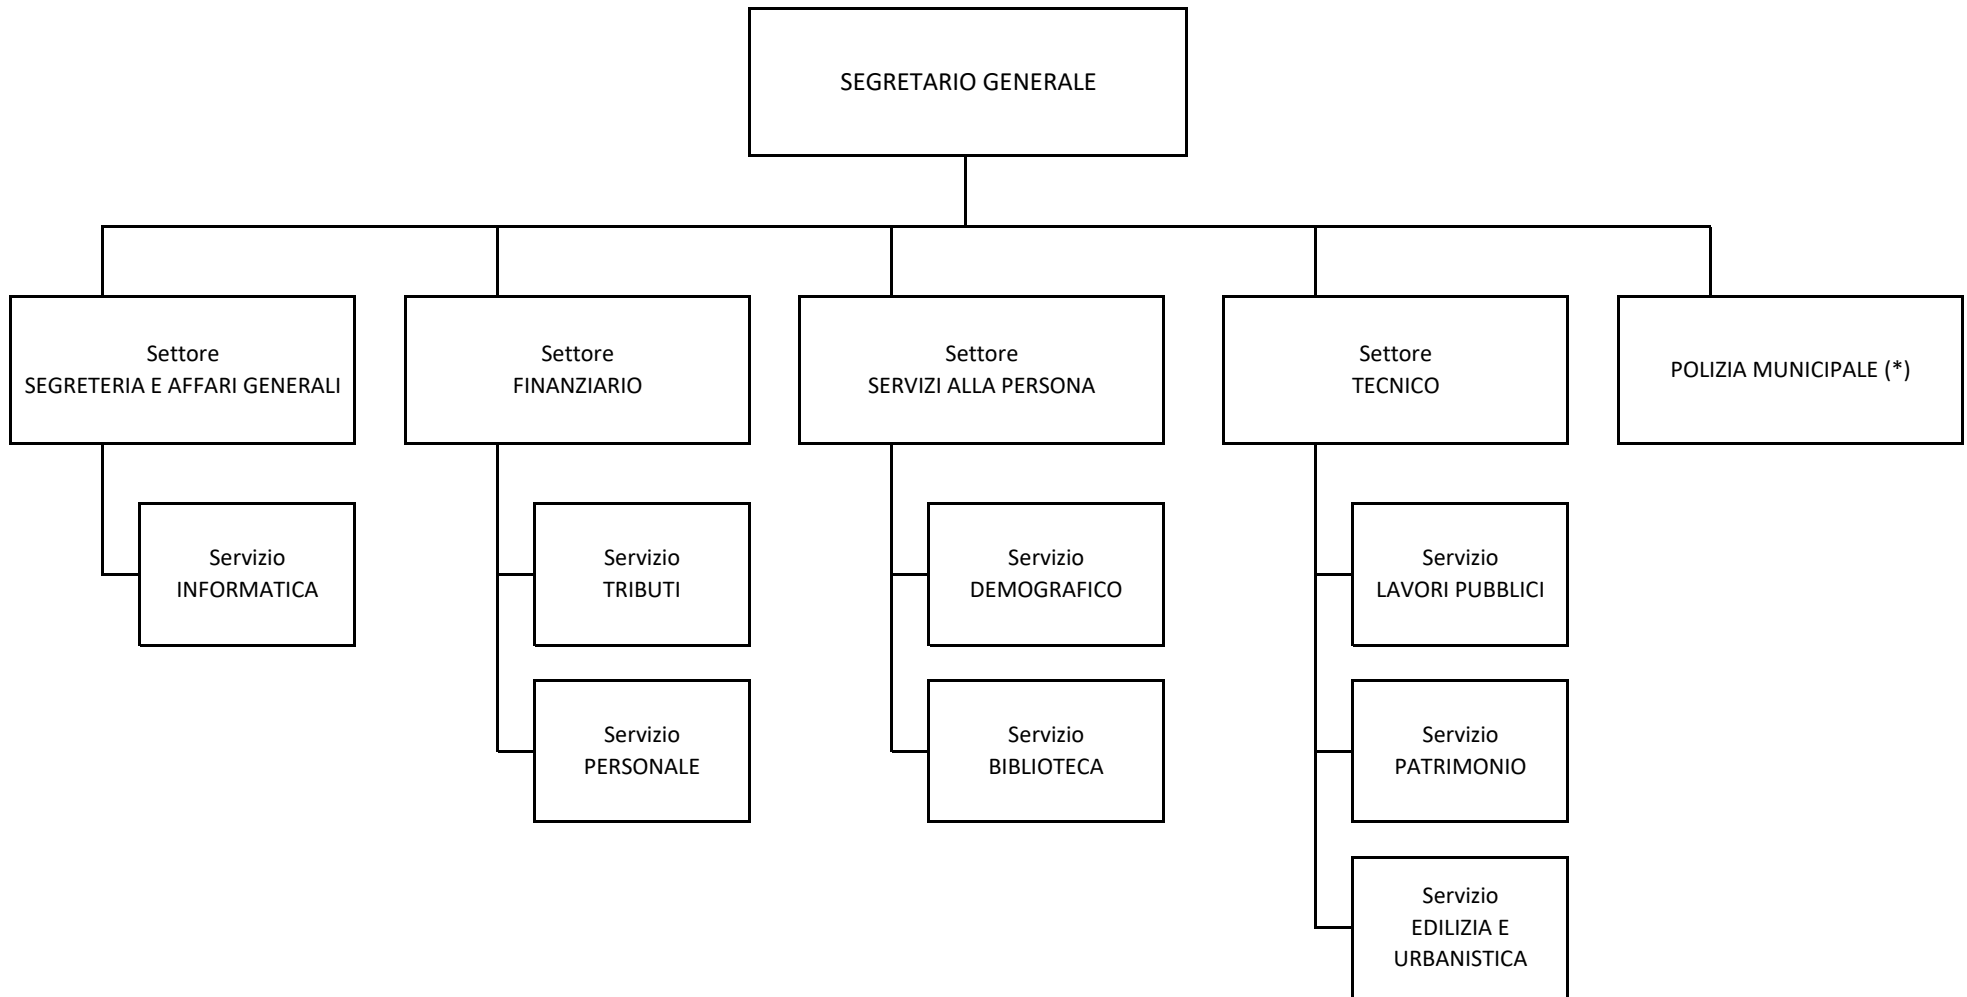 SEGRETARIO GENERALE
Settore
SEGRETERIA E AFFARI GENERALI
Settore
FINANZIARIO
Settore
SERVIZI ALLA PERSONA
Settore
TECNICO
POLIZIA MUNICIPALE (*)
Servizio
INFORMATICA
Servizio
TRIBUTI
Servizio
DEMOGRAFICO
Servizio
LAVORI PUBBLICI
Servizio
PERSONALE
Servizio
BIBLIOTECA
Servizio
PATRIMONIO
Servizio
EDILIZIA E
URBANISTICA